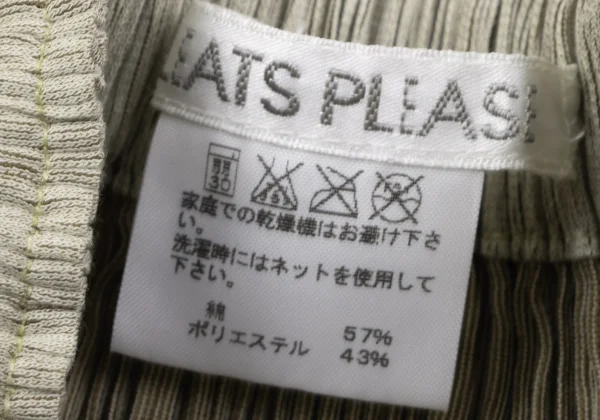 EATS PLEASE
30
家庭での乾燥機はお避け下さ
い。
洗濯時にはネットを使用して
下さい。
綿 57%
ポリエステル 43%